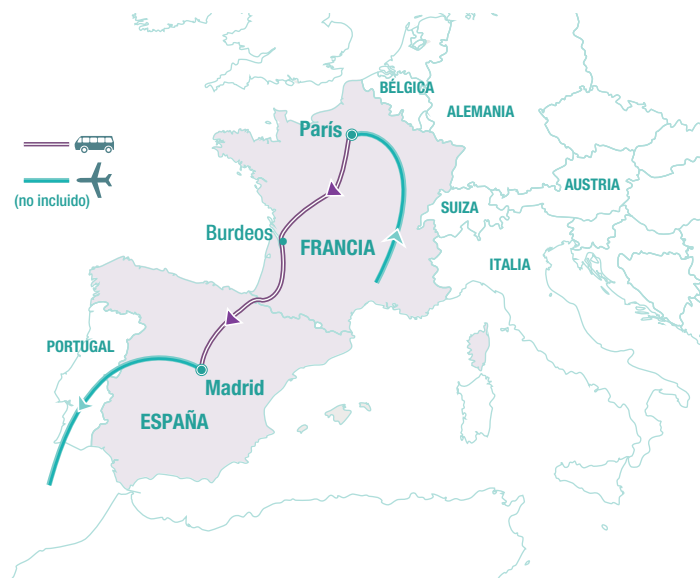 BÉLGICA
ALEMANIA
París
(no incluido)
AUSTRIA
SUIZA
Burdeos
FRANCIA
ITALIA
PORTUGAL
Madrid
ESPAÑA